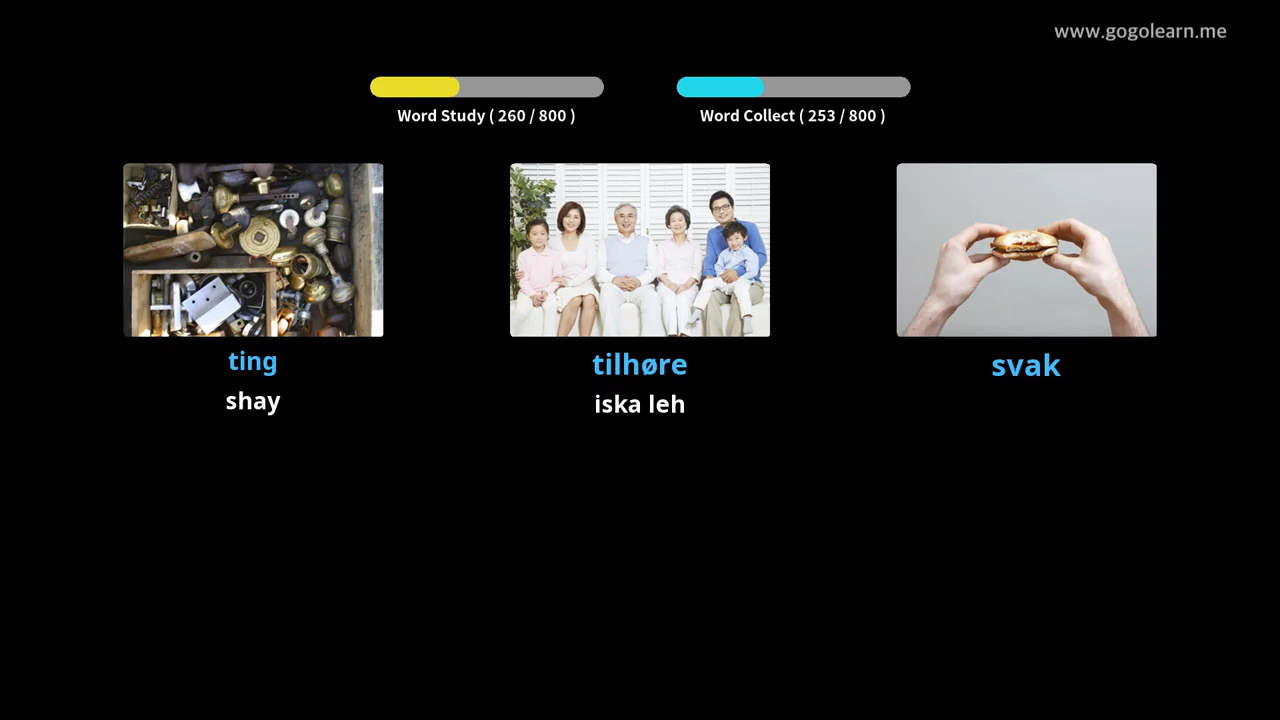 www.gogolearn.me
Word Study ( 260 / 800 )
Word Collect ( 253 / 800 )
ting
tilhøre
svak
shay
iska leh